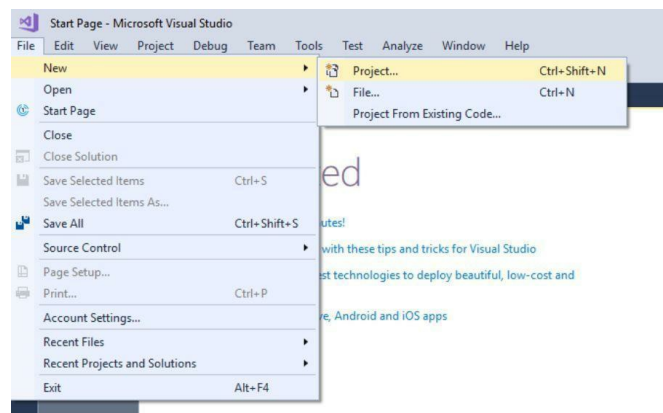 Start Page - Microsoft Visual Studio
File Edit View Project Debug Team Tools Test Analyze Window Help
New
Project... Ctrl+Shift+N
Open
File... Ctrl+N
Start Page
Project From Existing Code...
Close
Close Solution
Save Selected Items Ctrl+S
ed
Save Selected Items As...
Save All Ctrl+Shift+S
utes!
Source Control
with these tips and tricks for Visual Studio
Page Setup...
est technologies to deploy beautiful, low-cost and
Print... Ctrl+P
Account Settings...
ve, Android and iOS apps
Recent Files
Recent Projects and Solutions
Exit Alt+F4